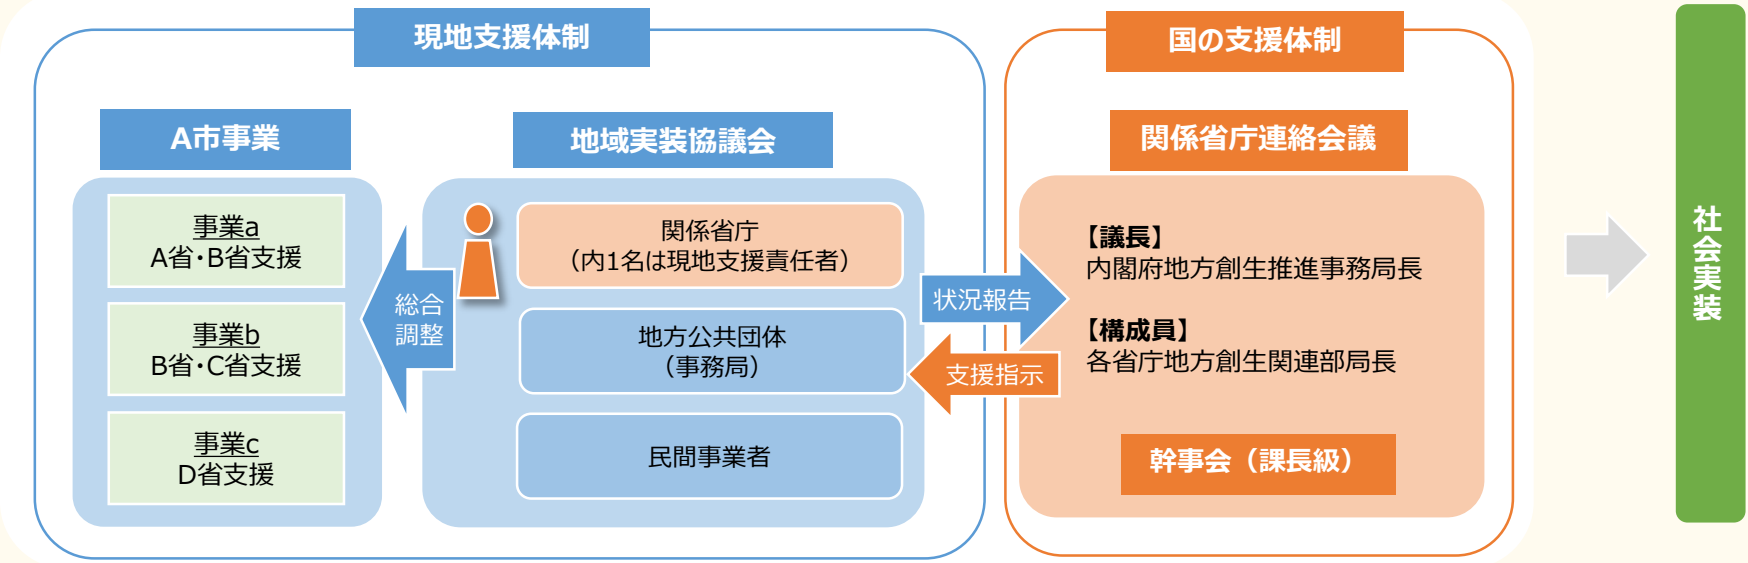 現地支援体制
A市事業
事業a
A省・B省支援
事業b
B省・C省支援
事業c
D省支援
総合
調整
地域実装協議会
関係省庁
（内1名は現地支援責任者）
地方公共団体
（事務局）
民間事業者
状況報告
支援指示
国の支援体制
関係省庁連絡会議
【議長】
内閣府地方創生推進事務局長
【構成員】
各省庁地方創生関連部局長
幹事会（課長級）
社会実装